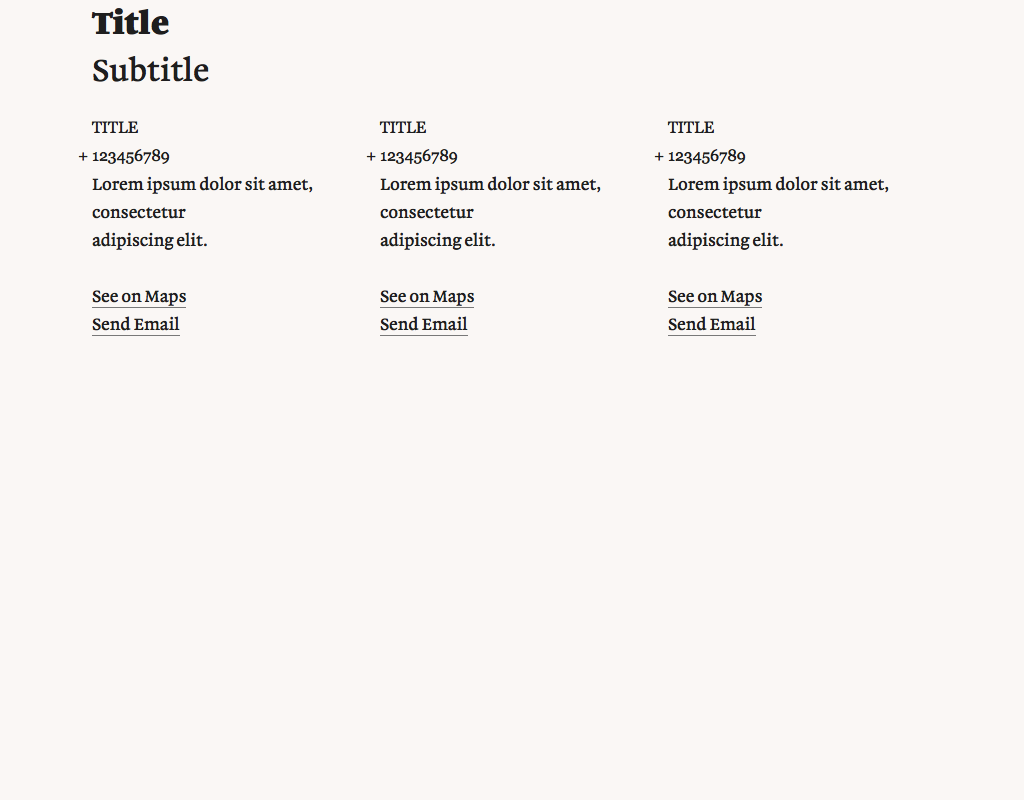 Title
Subtitle
TITLE
+ 123456789
Lorem ipsum dolor sit amet,
consectetur
adipiscing elit.
See on Maps
Send Email
TITLE
+ 123456789
Lorem ipsum dolor sit amet,
consectetur
adipiscing elit.
See on Maps
Send Email
TITLE
+ 123456789
Lorem ipsum dolor sit amet,
consectetur
adipiscing elit.
See on Maps
Send Email